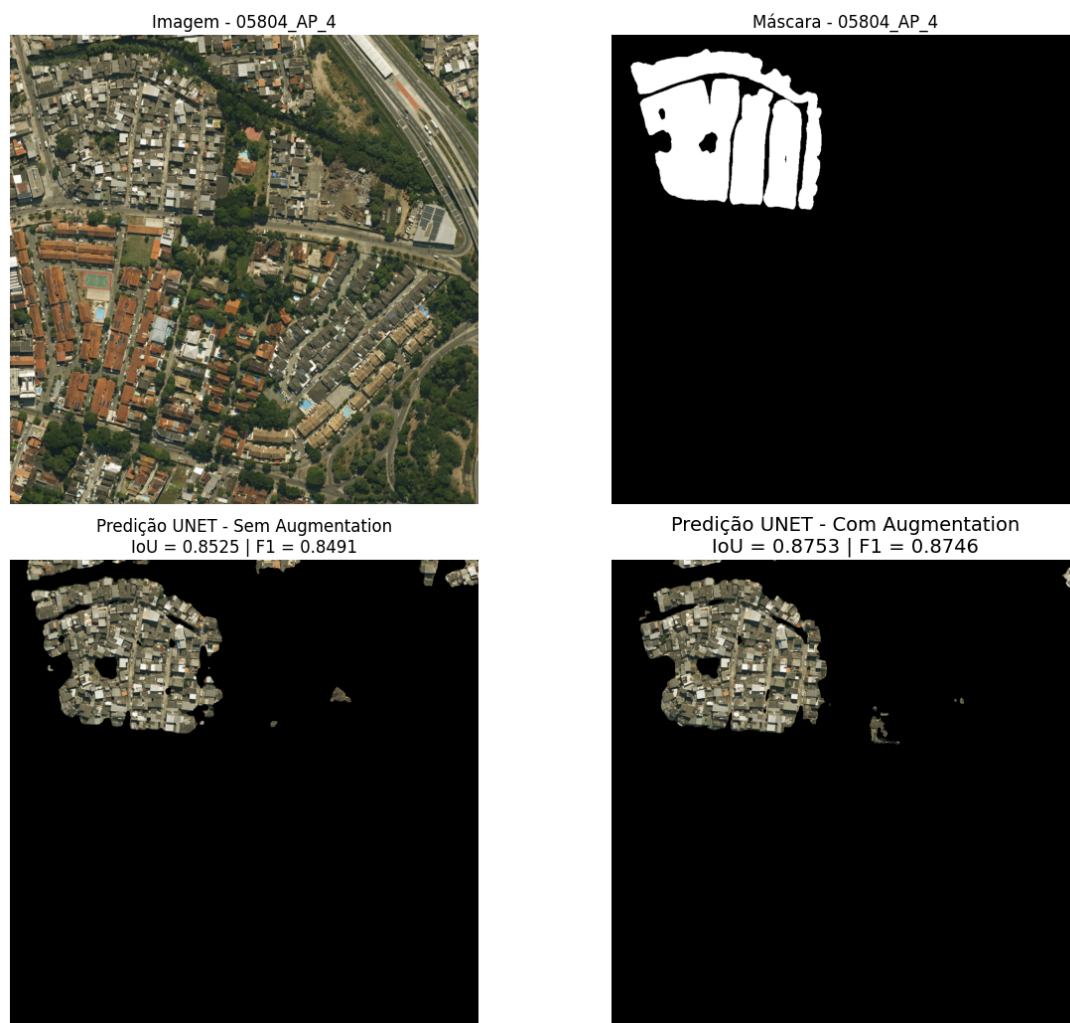 Imagem - 05804_AP_4
Máscara - 05804_AP_4
Predição UNET - Sem Augmentation
IoU = 0.8525 | F1 = 0.8491
Predição UNET - Com Augmentation
IoU = 0.8753 | F1 = 0.8746